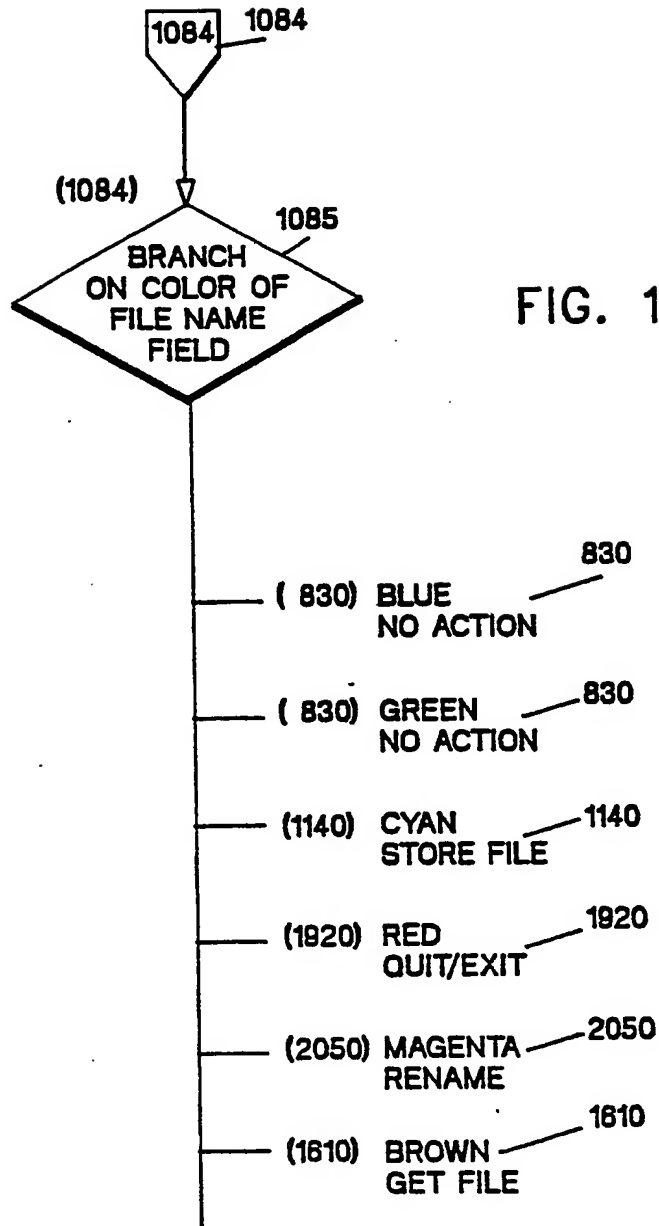 1084 1084
(1084)
1085
BRANCH
ON COLOR OF
FILE NAME
FIELD
FIG. 1
830
( 830) BLUE
NO ACTION
830
( 830) GREEN
NO ACTION
(1140) CYAN 1140
STORE FILE
(1920) RED 1920
QUIT/EXIT
(2050) MAGENTA 2050
RENAME
1610
(1610) BROWN
GET FILE